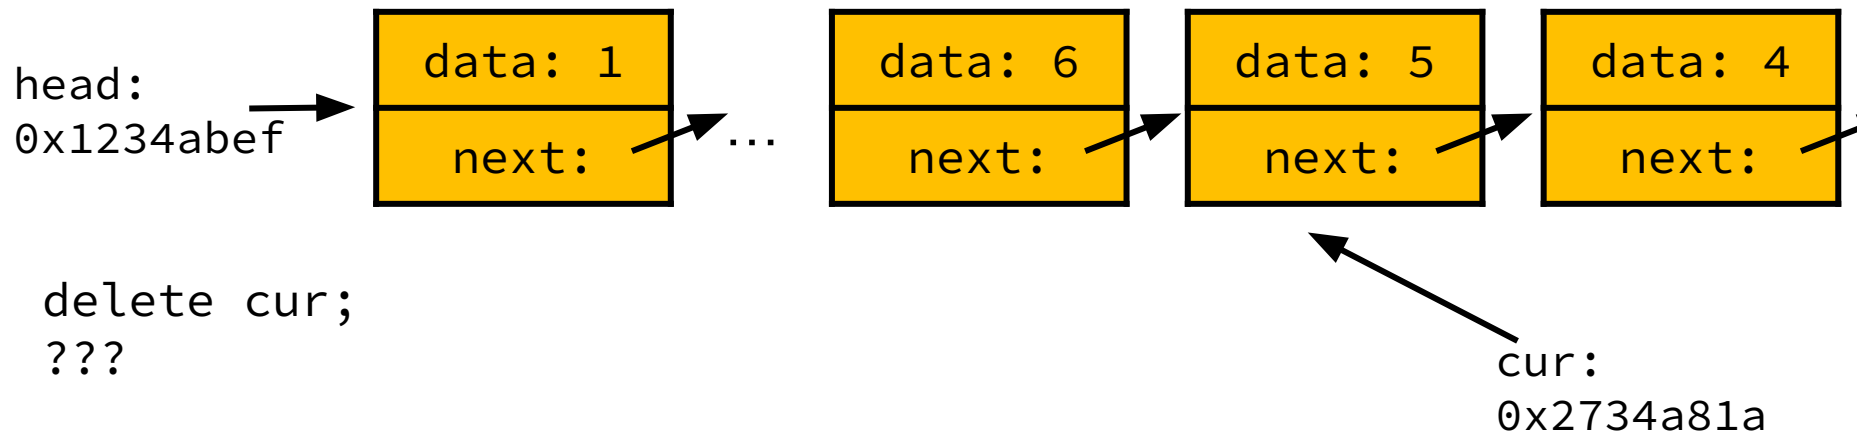 head:
0x1234abef
data: 1
next:
...
data: 6
next:
data: 5
next:
data: 4
next:
delete cur;
???
cur:
0x2734a81a